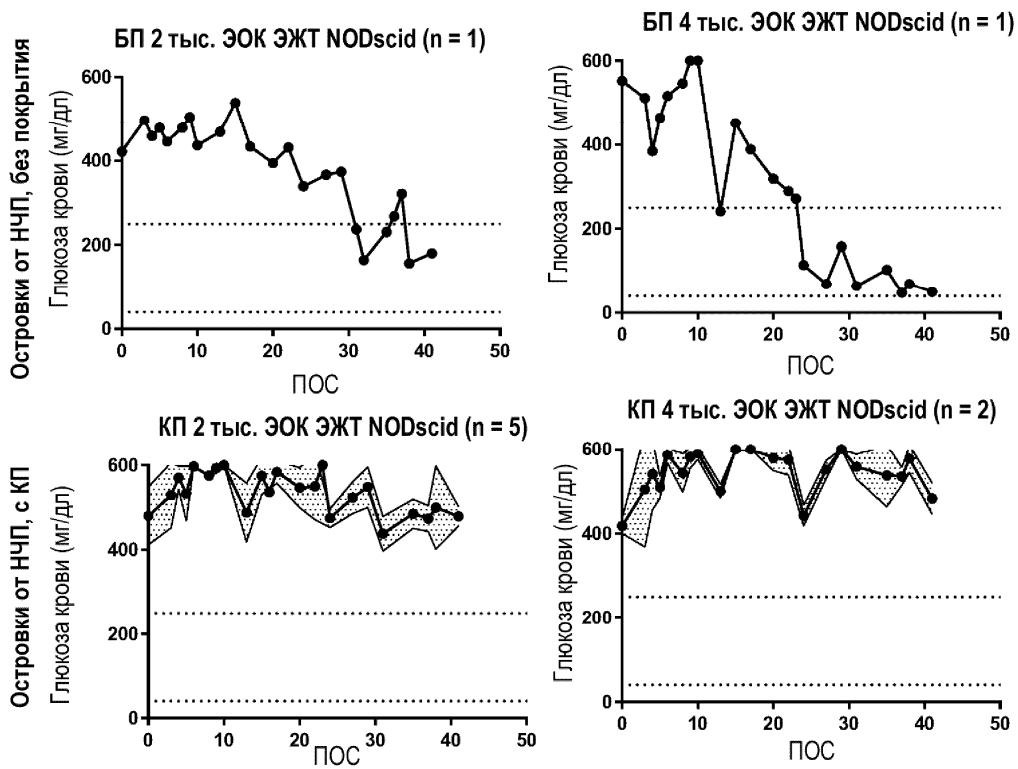 Островки от НЧП, без покрытия
БП 2 тыс. ЭОК ЭЖТ NODscid (n = 1)
Глюкоза крови (мг/дл)
600
400
200
0
0 10 20 30 40 50
ПОС
БП 4 тыс. ЭОК ЭЖТ NODscid (n = 1)
Глюкоза крови (мг/дл)
600
400
200
0
0 10 20 30 40 50
ПОС
Островки от НЧП, с КП
КП 2 тыс. ЭОК ЭЖТ NODscid (n = 5)
Глюкоза крови (мг/дл)
600
400
200
0
0 10 20 30 40 50
ПОС
КП 4 тыс. ЭОК ЭЖТ NODscid (n = 2)
Глюкоза крови (мг/дл)
600
400
200
0
0 10 20 30 40 50
ПОС